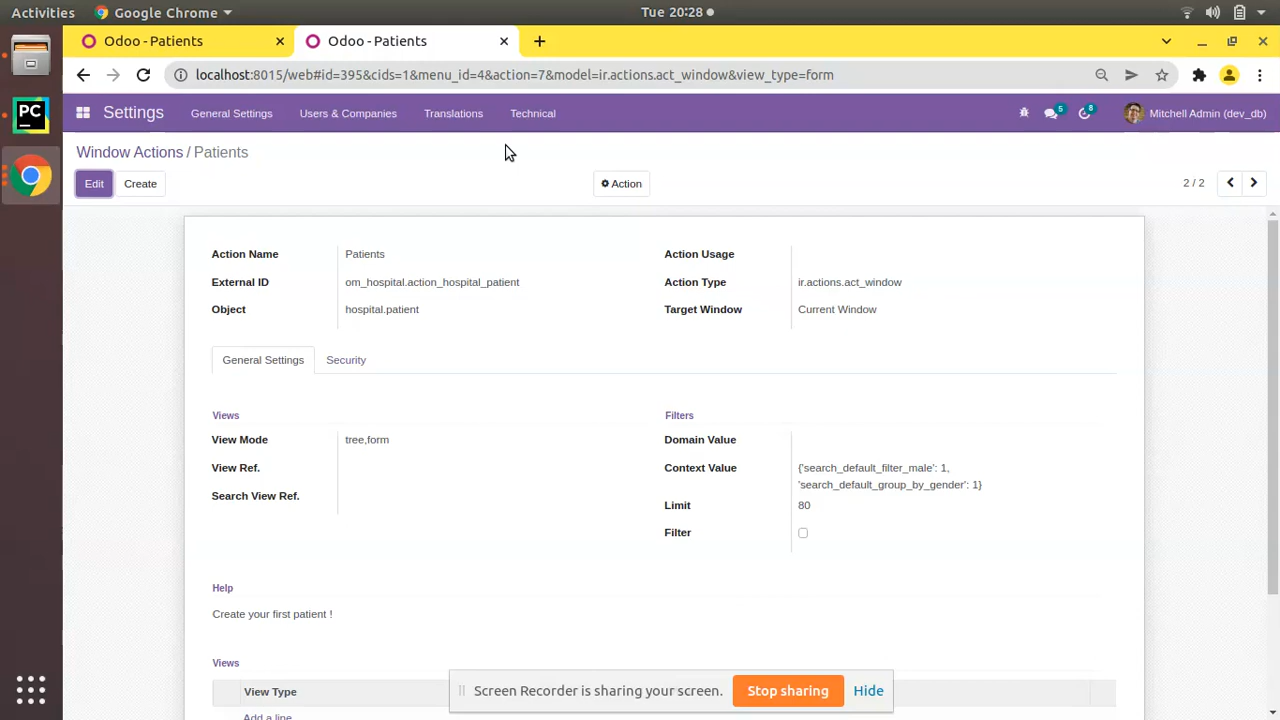 Activities Google Chrome Tue 20:28
Odoo - Patients Odoo - Patients
localhost:8015/web#id=395&cids=1&menu_id=4&action=7&model=ir.actions.act_window&view_type=form
PC
Settings General Settings Users & Companies Translations Technical 5 8 Mitchell Admin (dev_db)
Window Actions / Patients
Edit Create Action 2 / 2
Action Name Patients Action Usage
External ID om_hospital.action_hospital_patient Action Type ir.actions.act_window
Object hospital.patient Target Window Current Window
General Settings Security
Views Filters
View Mode tree,form Domain Value
View Ref. Context Value {'search_default_filter_male': 1,
'search_default_group_by_gender': 1}
Search View Ref. Limit 80
Filter
Help
Create your first patient !
Views
View Type
Screen Recorder is sharing your screen. Stop sharing Hide
Add a line